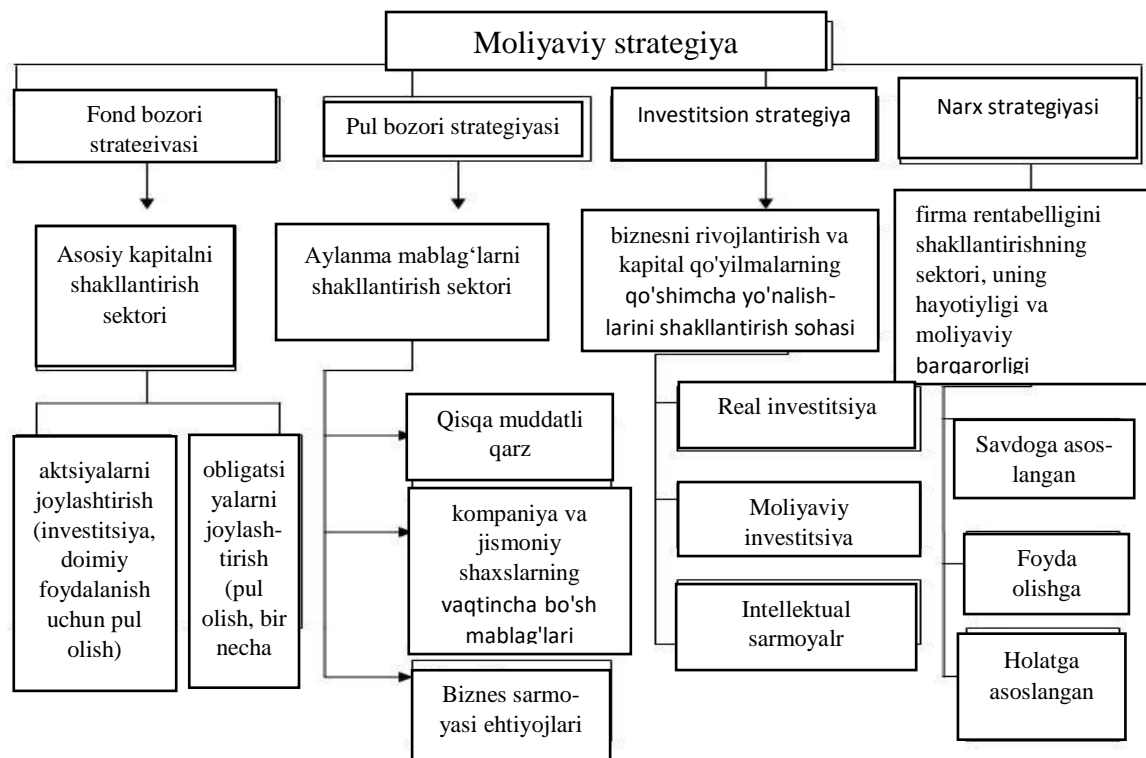 Moliyaviy strategiya
Fond bozori
strategiyasi
Pul bozori strategiyasi
Investitsion strategiya
Narx strategiyasi
Asosiy kapitalni
shakllantirish
sektori
Aylanma mablag‘larni
shakllantirish sektori
biznesni rivojlantirish va
kapital qo'yilmalarning
qo'shimcha yo'nalish-
larini shakllantirish sohasi
firma rentabelligini
shakllantirishning
sektori, uning
hayotiyligi va
moliyaviy
barqarorligi
aktsiyalarni
joylashtirish
(investitsiya,
doimiy
foydalanish
uchun pul
olish)
obligatsi
yalarni
joylash-
tirish
(pul
olish, bir
necha
Qisqa muddatli
qarz
kompaniya va
jismoniy
shaxslarning
vaqtincha bo'sh
mablag'lari
Biznes sarmo-
yasi ehtiyojlari
Real investitsiya
Moliyaviy
investitsiya
Intellektual
sarmoyalr
Savdoga asos-
langan
Foyda
olishga
Holatga
asoslangan